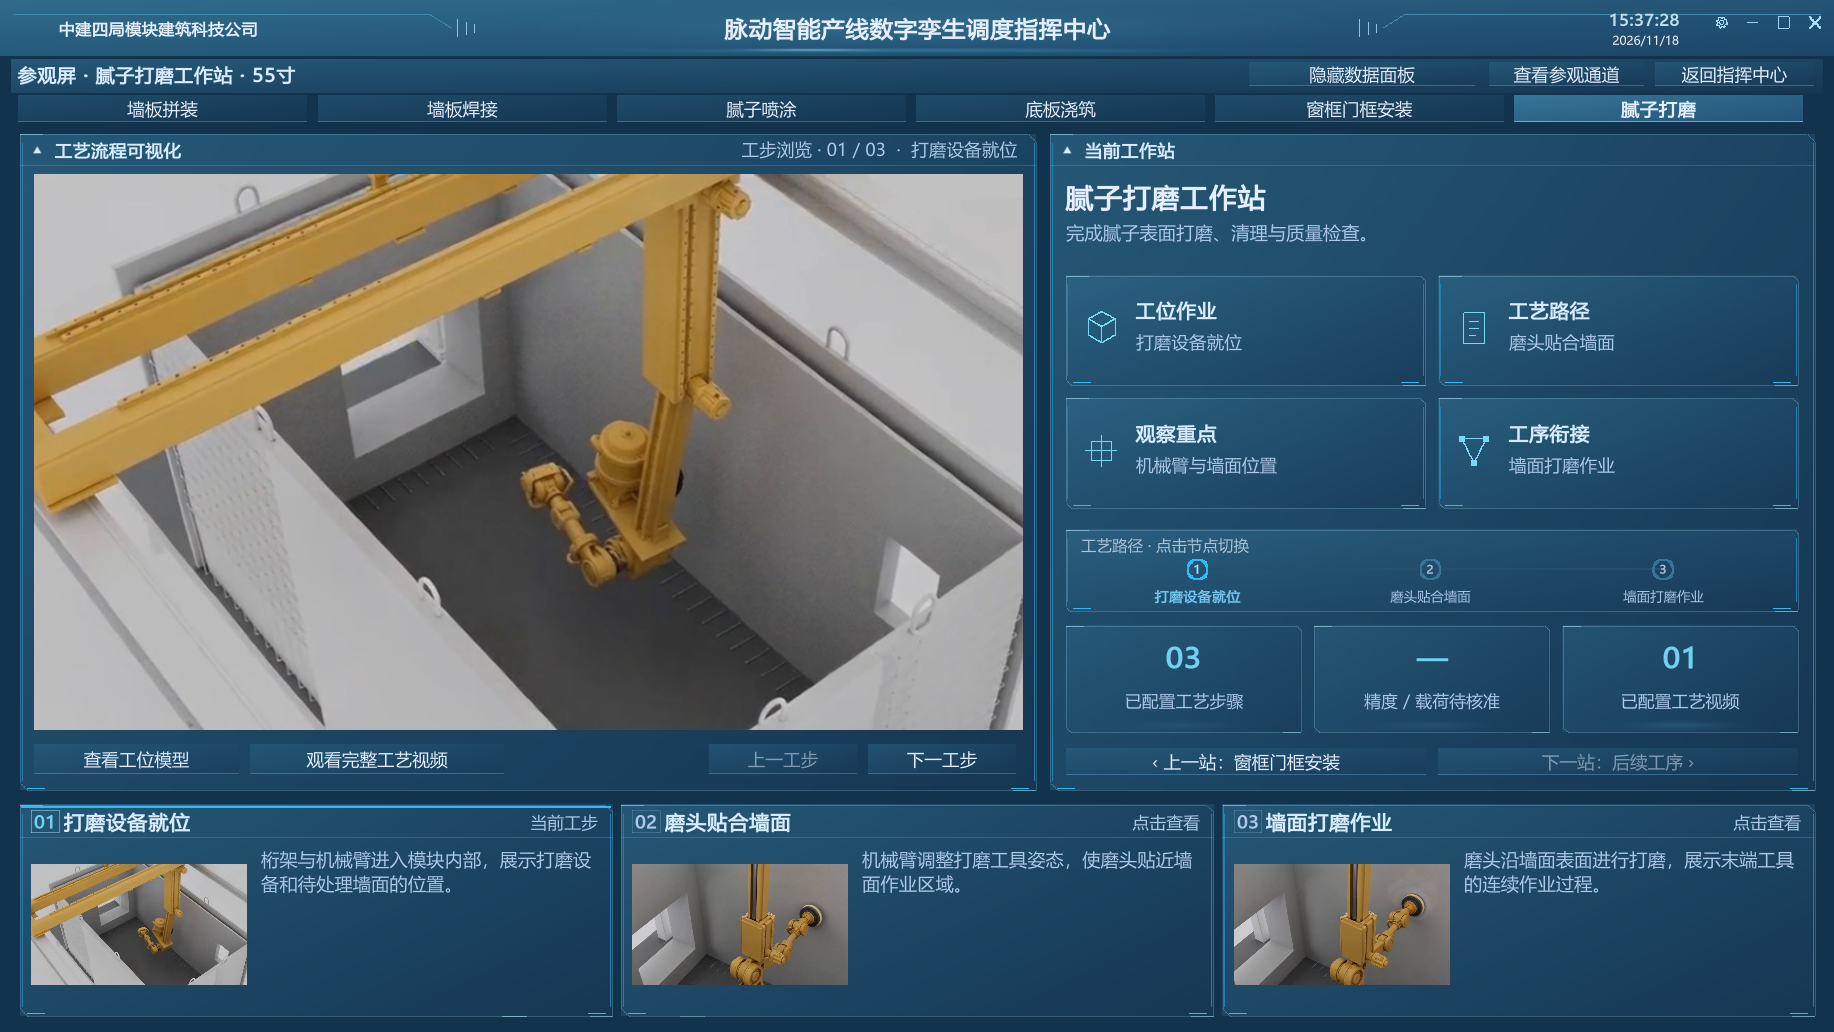 中建四局模块建筑科技公司
脉动智能产线数字孪生调度指挥中心
15:37:28
2026/11/18
参观屏 · 腻子打磨工作站 · 55寸
隐藏数据面板
查看参观通道
返回指挥中心
墙板拼装
墙板焊接
腻子喷涂
底板浇筑
窗框门框安装
腻子打磨
工艺流程可视化
工步浏览 · 01 / 03 · 打磨设备就位
查看工位模型
观看完整工艺视频
上一工步
下一工步
当前工作站
腻子打磨工作站
完成腻子表面打磨、清理与质量检查。
工位作业
打磨设备就位
工艺路径
磨头贴合墙面
观察重点
机械臂与墙面位置
工序衔接
墙面打磨作业
工艺路径 · 点击节点切换
1
打磨设备就位
2
磨头贴合墙面
3
墙面打磨作业
03
已配置工艺步骤
—
精度 / 载荷待核准
01
已配置工艺视频
‹ 上一站：窗框门框安装
下一站：后续工序 ›
01 打磨设备就位
当前工步
桁架与机械臂进入模块内部，展示打磨设
备和待处理墙面的位置。
02 磨头贴合墙面
点击查看
机械臂调整打磨工具姿态，使磨头贴近墙
面作业区域。
03 墙面打磨作业
点击查看
磨头沿墙面表面进行打磨，展示末端工具
的连续作业过程。